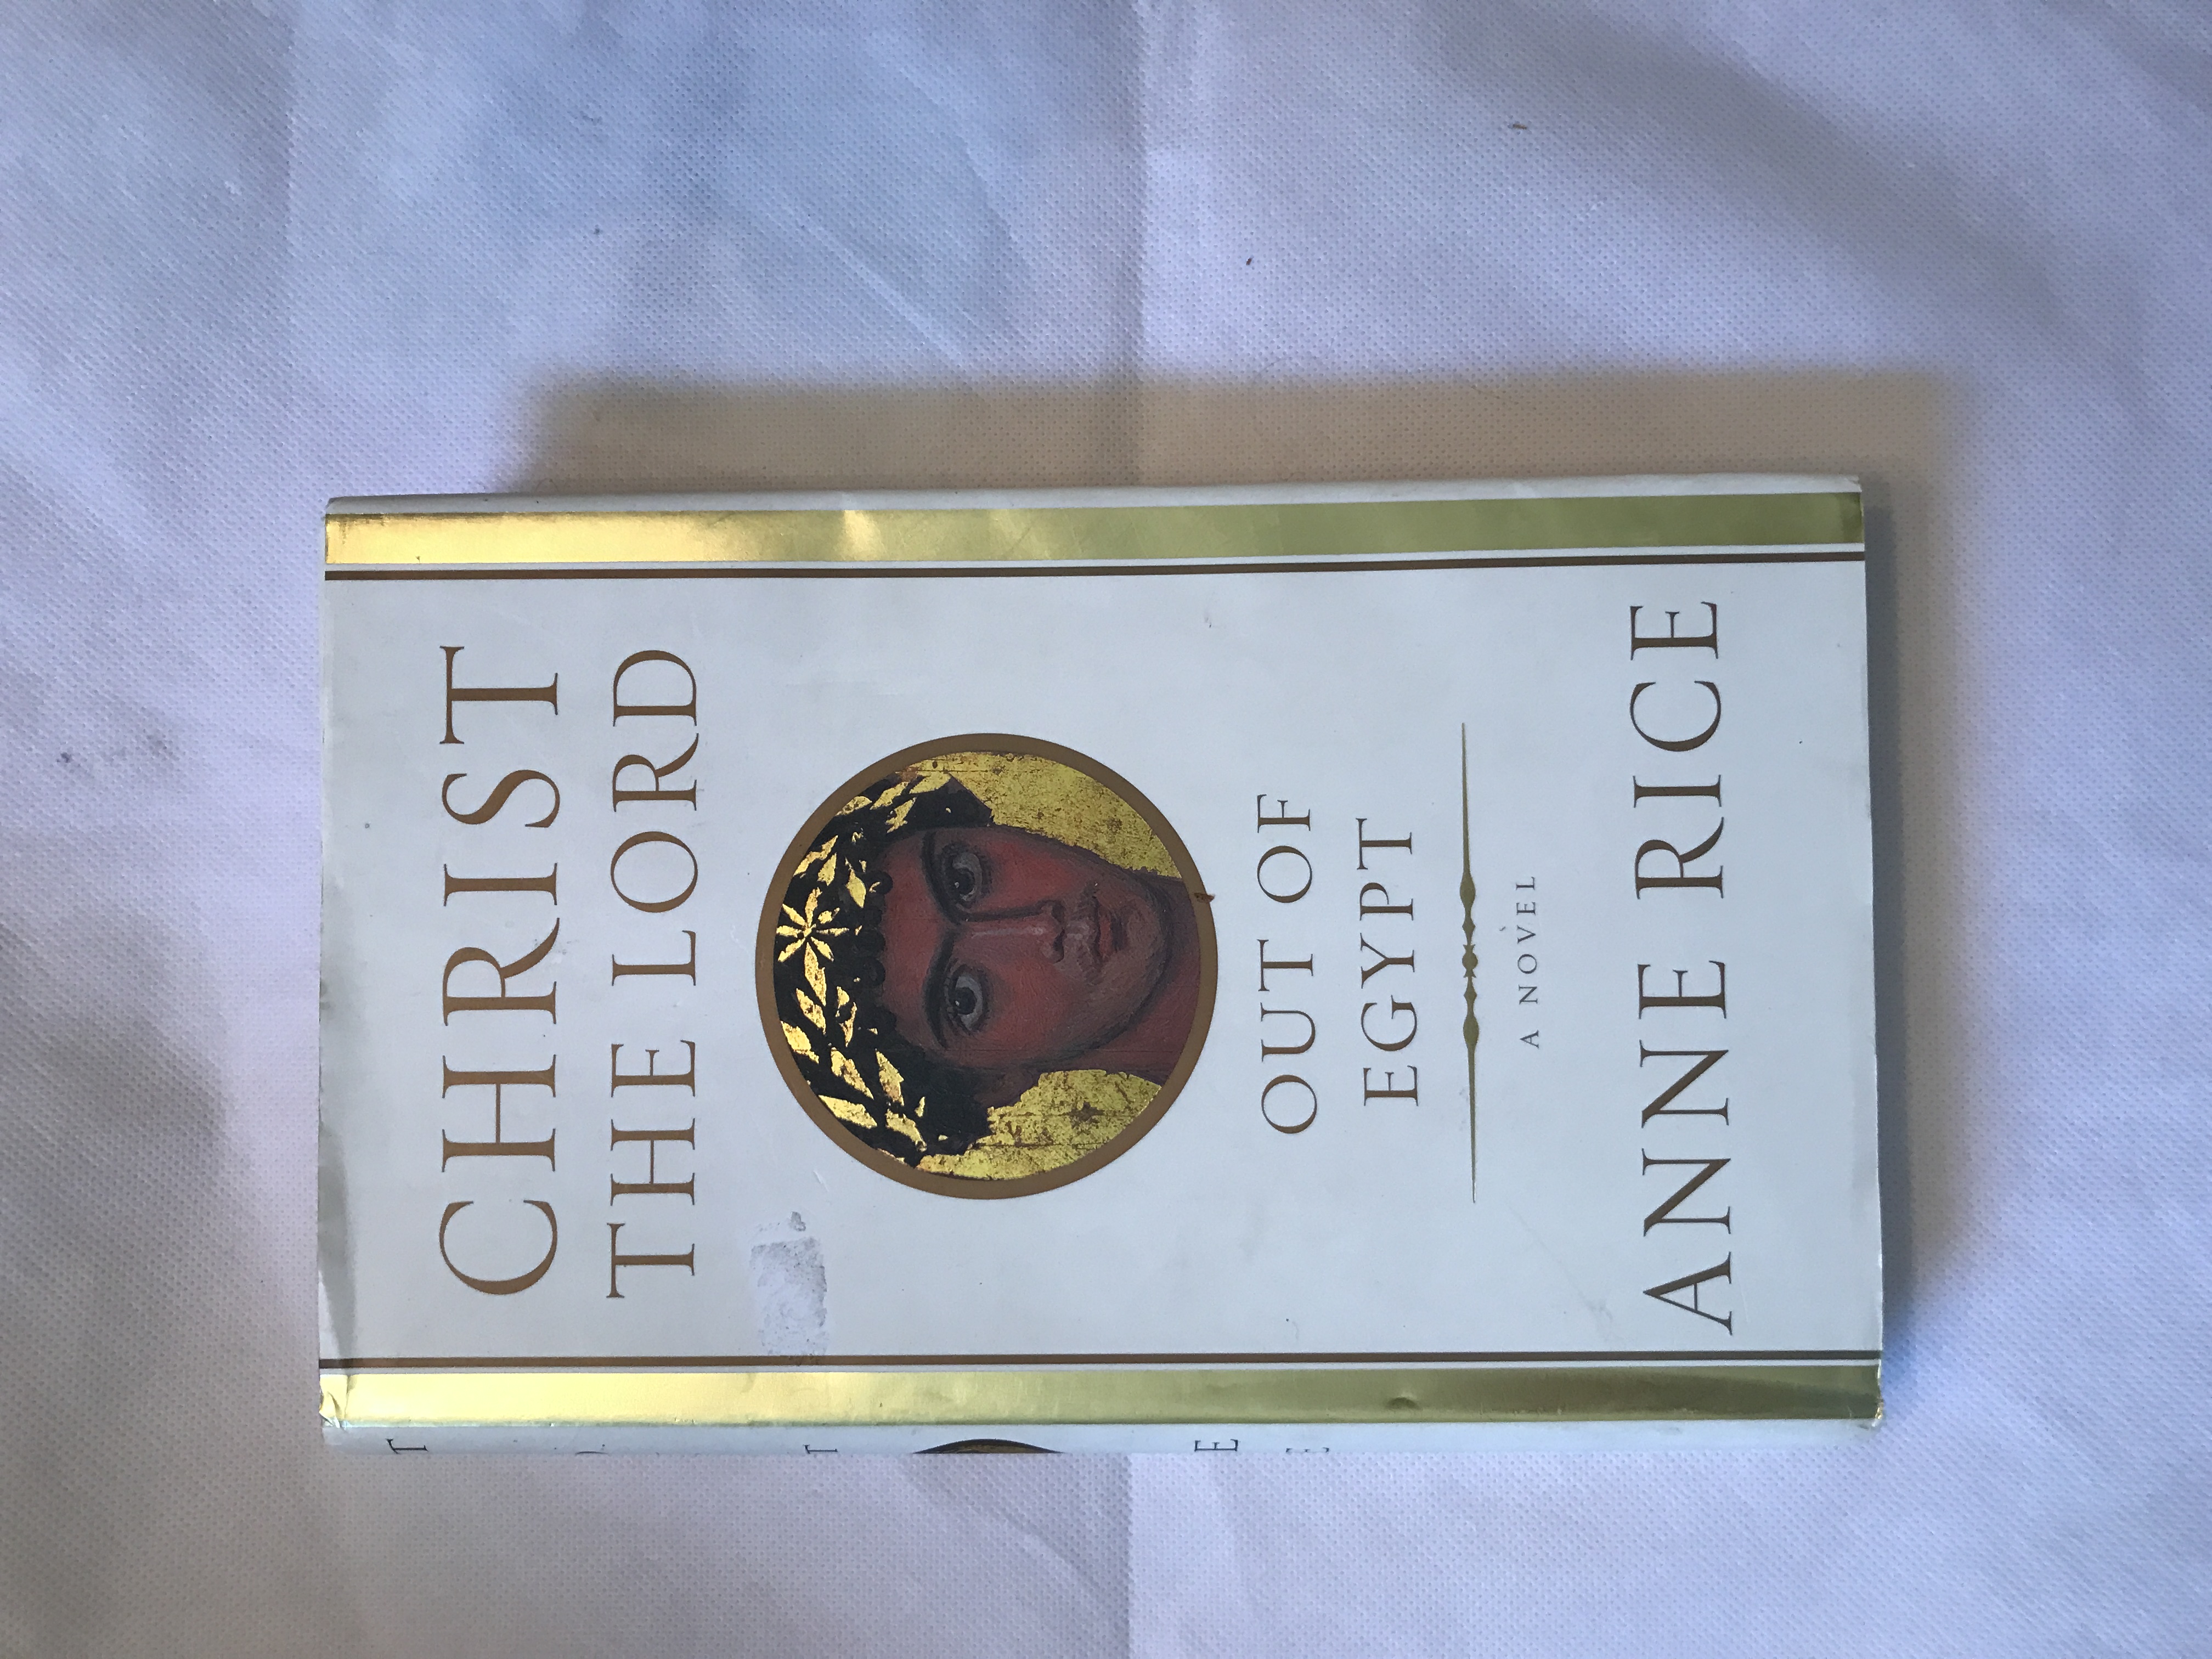 CHRIST
THE LORD
OUT OF
EGYPT
A NOVEL
ANNE RICE